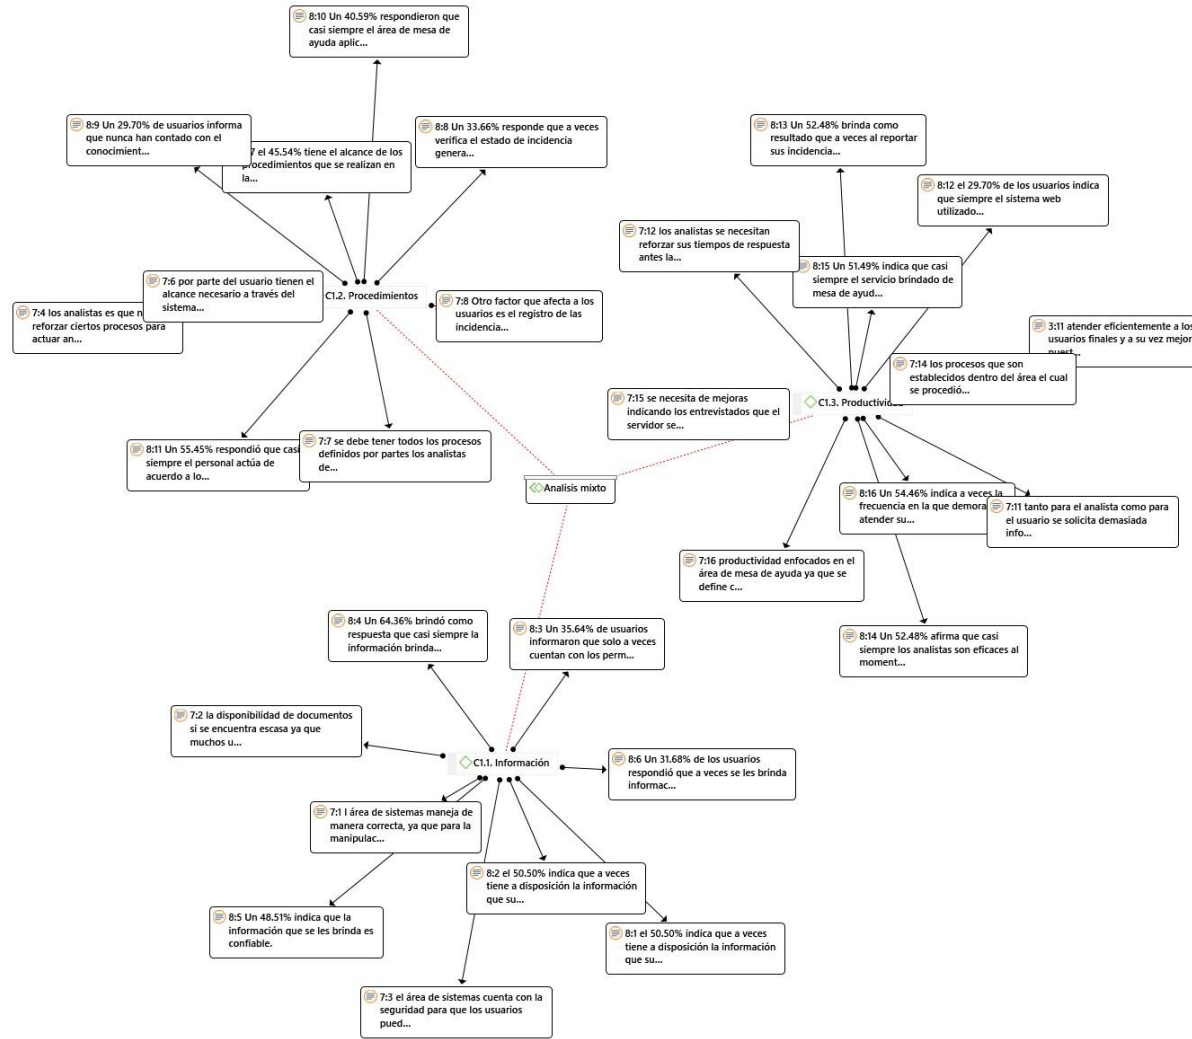 8:10 Un 40.59% respondieron que
casi siempre el área de mesa de
ayuda aplic...
8:9 Un 29.70% de usuarios informa
que nunca han contado con el
conocimient...
7 el 45.54% tiene el alcance de los
procedimientos que se realizan en
la...
8:8 Un 33.66% responde que a veces
verifica el estado de incidencia
genera...
8:13 Un 52.48% brinda como
resultado que a veces al reportar
sus incidencia...
8:12 el 29.70% de los usuarios indica
que siempre el sistema web
utilizado...
7:12 los analistas se necesitan
reforzar sus tiempos de respuesta
antes la...
8:15 Un 51.49% indica que casi
siempre el servicio brindado de
mesa de ayud...
7:6 por parte del usuario tienen el
alcance necesario a través del
sistema...
C1.2. Procedimientos
7:8 Otro factor que afecta a los
usuarios es el registro de las
incidencia...
7:4 los analistas es que n
reforzar ciertos procesos para
actuar an...
3:11 atender eficientemente a los
usuarios finales y a su vez mejor
7:14 los procesos que son
establecidos dentro del área el cual
se procedió...
7:15 se necesita de mejoras
indicando los entrevistados que el
servidor se...
C1.3. Productivida
8:11 Un 55.45% respondió que casi
siempre el personal actúa de
acuerdo a lo...
7:7 se debe tener todos los procesos
definidos por partes los analistas
de...
Analisis mixto
8:16 Un 54.46% indica a veces la
frecuencia en la que demora
atender su...
7:11 tanto para el analista como para
el usuario se solicita demasiada
info...
7:16 productividad enfocados en el
área de mesa de ayuda ya que se
define c...
8:14 Un 52.48% afirma que casi
siempre los analistas son eficaces al
moment...
8:4 Un 64.36% brindó como
respuesta que casi siempre la
información brinda...
8:3 Un 35.64% de usuarios
informaron que solo a veces
cuentan con los perm...
7:2 la disponibilidad de documentos
si se encuentra escasa ya que
muchos u...
C1.1. Información
8:6 Un 31.68% de los usuarios
respondió que a veces se les brinda
informac...
7:1 l área de sistemas maneja de
manera correcta, ya que para la
manipulac...
8:2 el 50.50% indica que a veces
tiene a disposición la información
que su...
8:5 Un 48.51% indica que la
información que se les brinda es
confiable.
8:1 el 50.50% indica que a veces
tiene a disposición la información
que su...
7:3 el área de sistemas cuenta con la
seguridad para que los usuarios
pued...